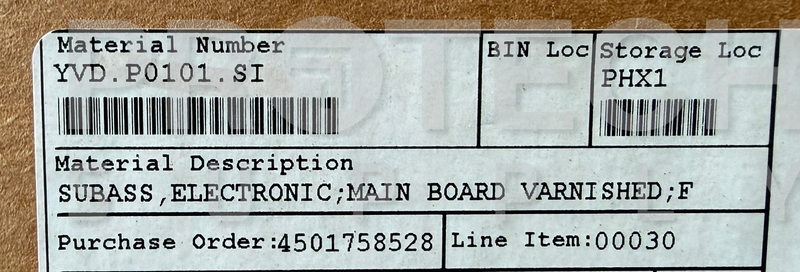 Material Number
YVD.P0101.SI
BIN Loc
Storage Loc
PHX1
Material Description
SUBASS,ELECTRONIC;MAIN BOARD VARNISHED;F
Purchase Order:4501758528
Line Item:00030